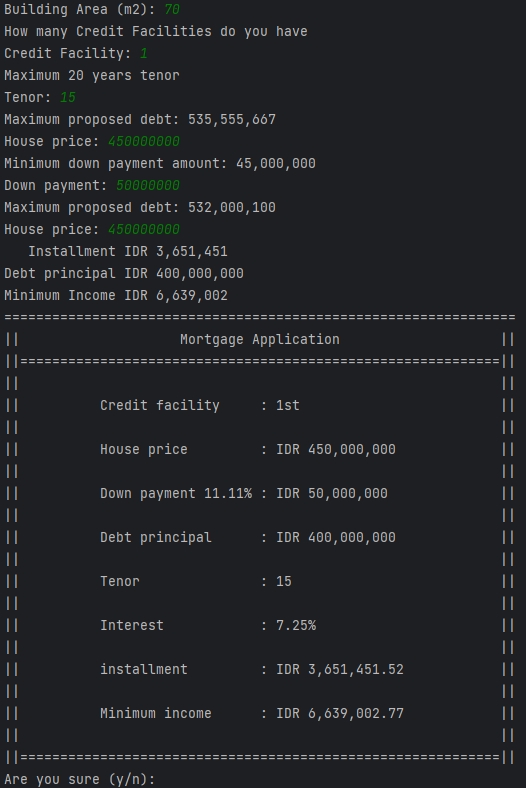 Building Area (m2): 70
How many Credit Facilities do you have
Credit Facility: 1
Maximum 20 years tenor
Tenor: 15
Maximum proposed debt: 535,555,667
House price: 450000000
Minimum down payment amount: 45,000,000
Down payment: 50000000
Maximum proposed debt: 532,000,100
House price: 450000000
   Installment IDR 3,651,451
Debt principal IDR 400,000,000
Minimum Income IDR 6,639,002
================================================================
||                    Mortgage Application                    ||
||============================================================||
||                                                            ||
||          Credit facility     : 1st                         ||
||                                                            ||
||          House price         : IDR 450,000,000             ||
||                                                            ||
||          Down payment 11.11% : IDR 50,000,000              ||
||                                                            ||
||          Debt principal      : IDR 400,000,000             ||
||                                                            ||
||          Tenor               : 15                          ||
||                                                            ||
||          Interest            : 7.25%                       ||
||                                                            ||
||          installment         : IDR 3,651,451.52            ||
||                                                            ||
||          Minimum income      : IDR 6,639,002.77            ||
||                                                            ||
||============================================================||
Are you sure (y/n):